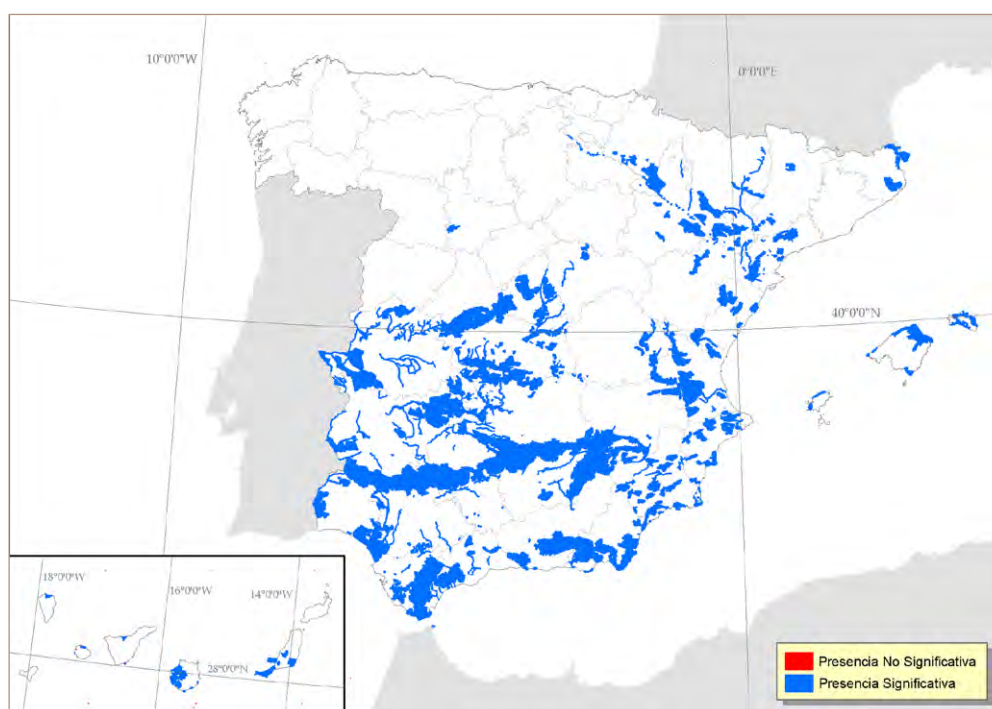 10°0'0"W
0°0'0"E
40°0'0"N
18°0'0"W
16°0'0"W
14°0'0"W
28°0'0"N
Presencia No Significativa
Presencia Significativa